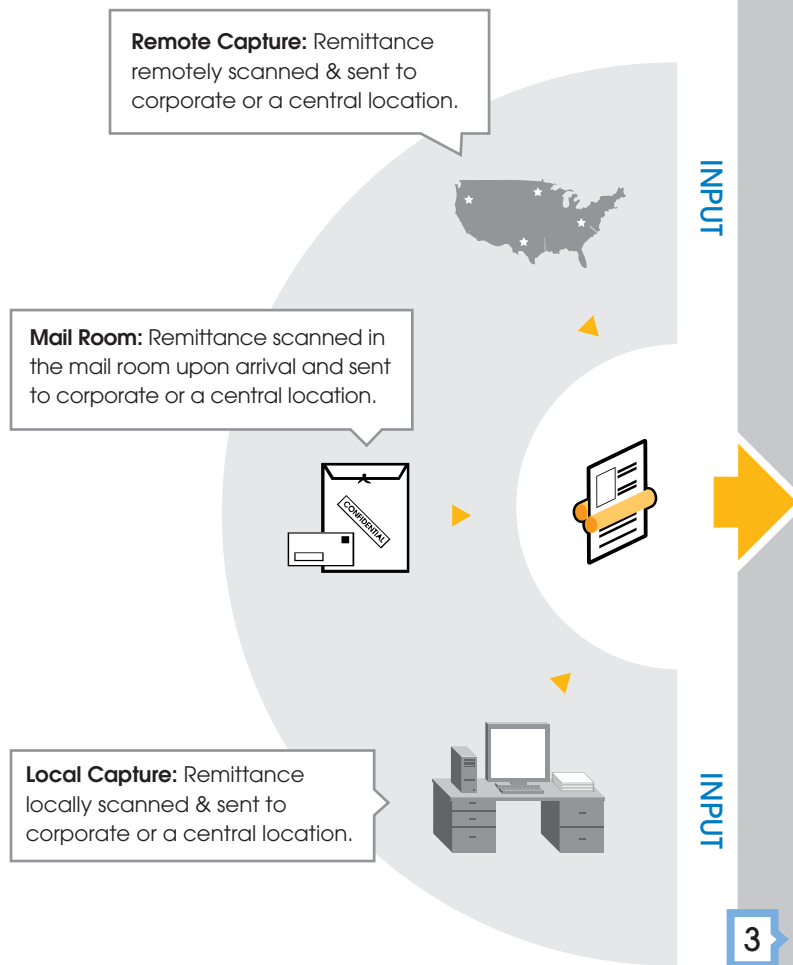 Remote Capture: Remittance
remotely scanned & sent to
corporate or a central location.
INPUT
Mail Room: Remittance scanned in
the mail room upon arrival and sent
to corporate or a central location.
CONFIDENTIAL
Local Capture: Remittance
locally scanned & sent to
corporate or a central location.
INPUT
3